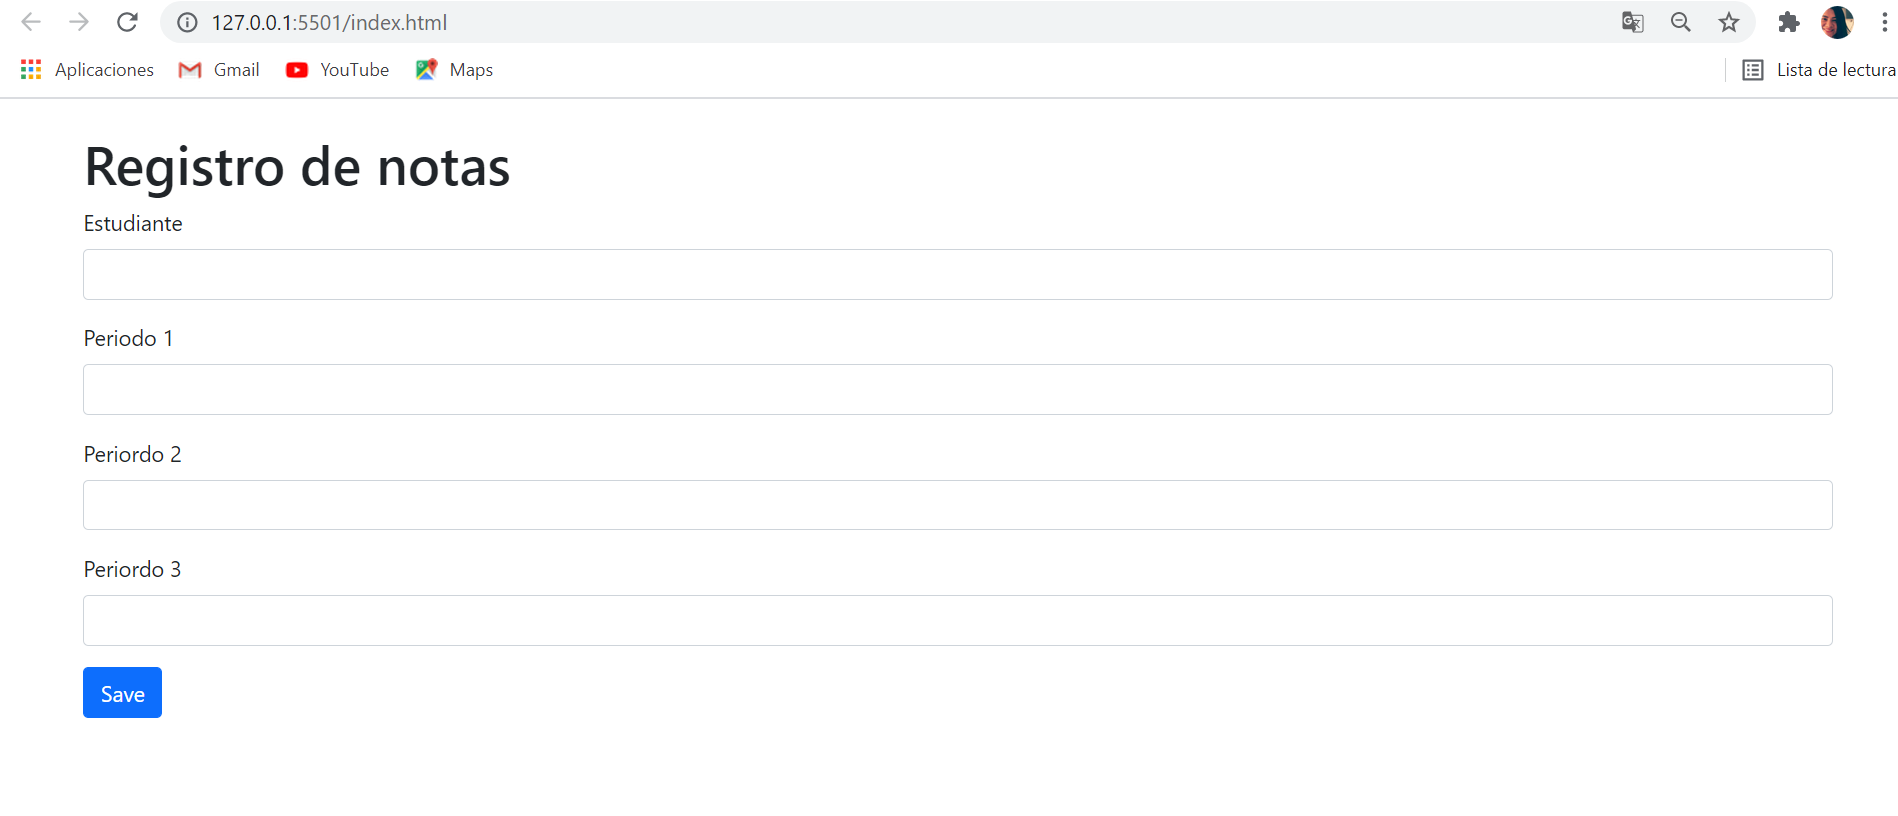 127.0.0.1:5501/index.html
Aplicaciones Gmail YouTube Maps Lista de lectura
Registro de notas
Estudiante
Periodo 1
Periordo 2
Periordo 3
Save